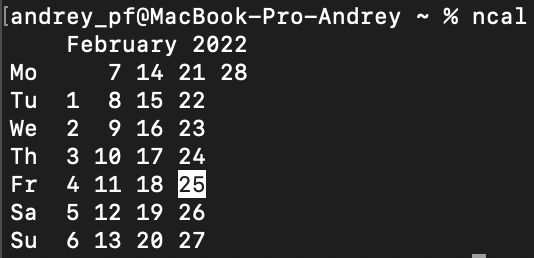 [andrey_pf@MacBook-Pro-Andrey ~ % ncal
    February 2022
Mo     7 14 21 28
Tu  1  8 15 22
We  2  9 16 23
Th  3 10 17 24
Fr  4 11 18 25
Sa  5 12 19 26
Su  6 13 20 27